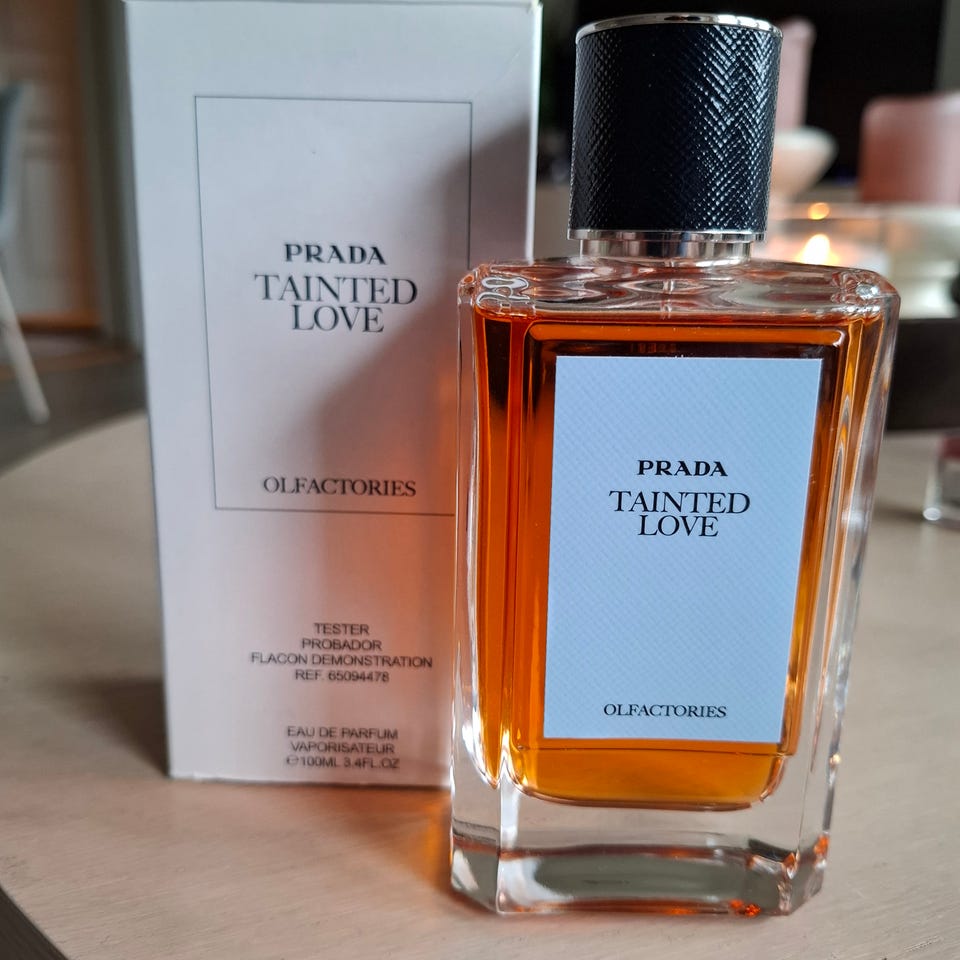 PRADA
TAINTED
LOVE
OLFACTORIES
TESTER
PROBADOR
FLACON DEMONSTRATION
REF. 65094478
EAU DE PARFUM
VAPORISATEUR
℮100ML 3.4FL.OZ
PRADA
TAINTED
LOVE
OLFACTORIES